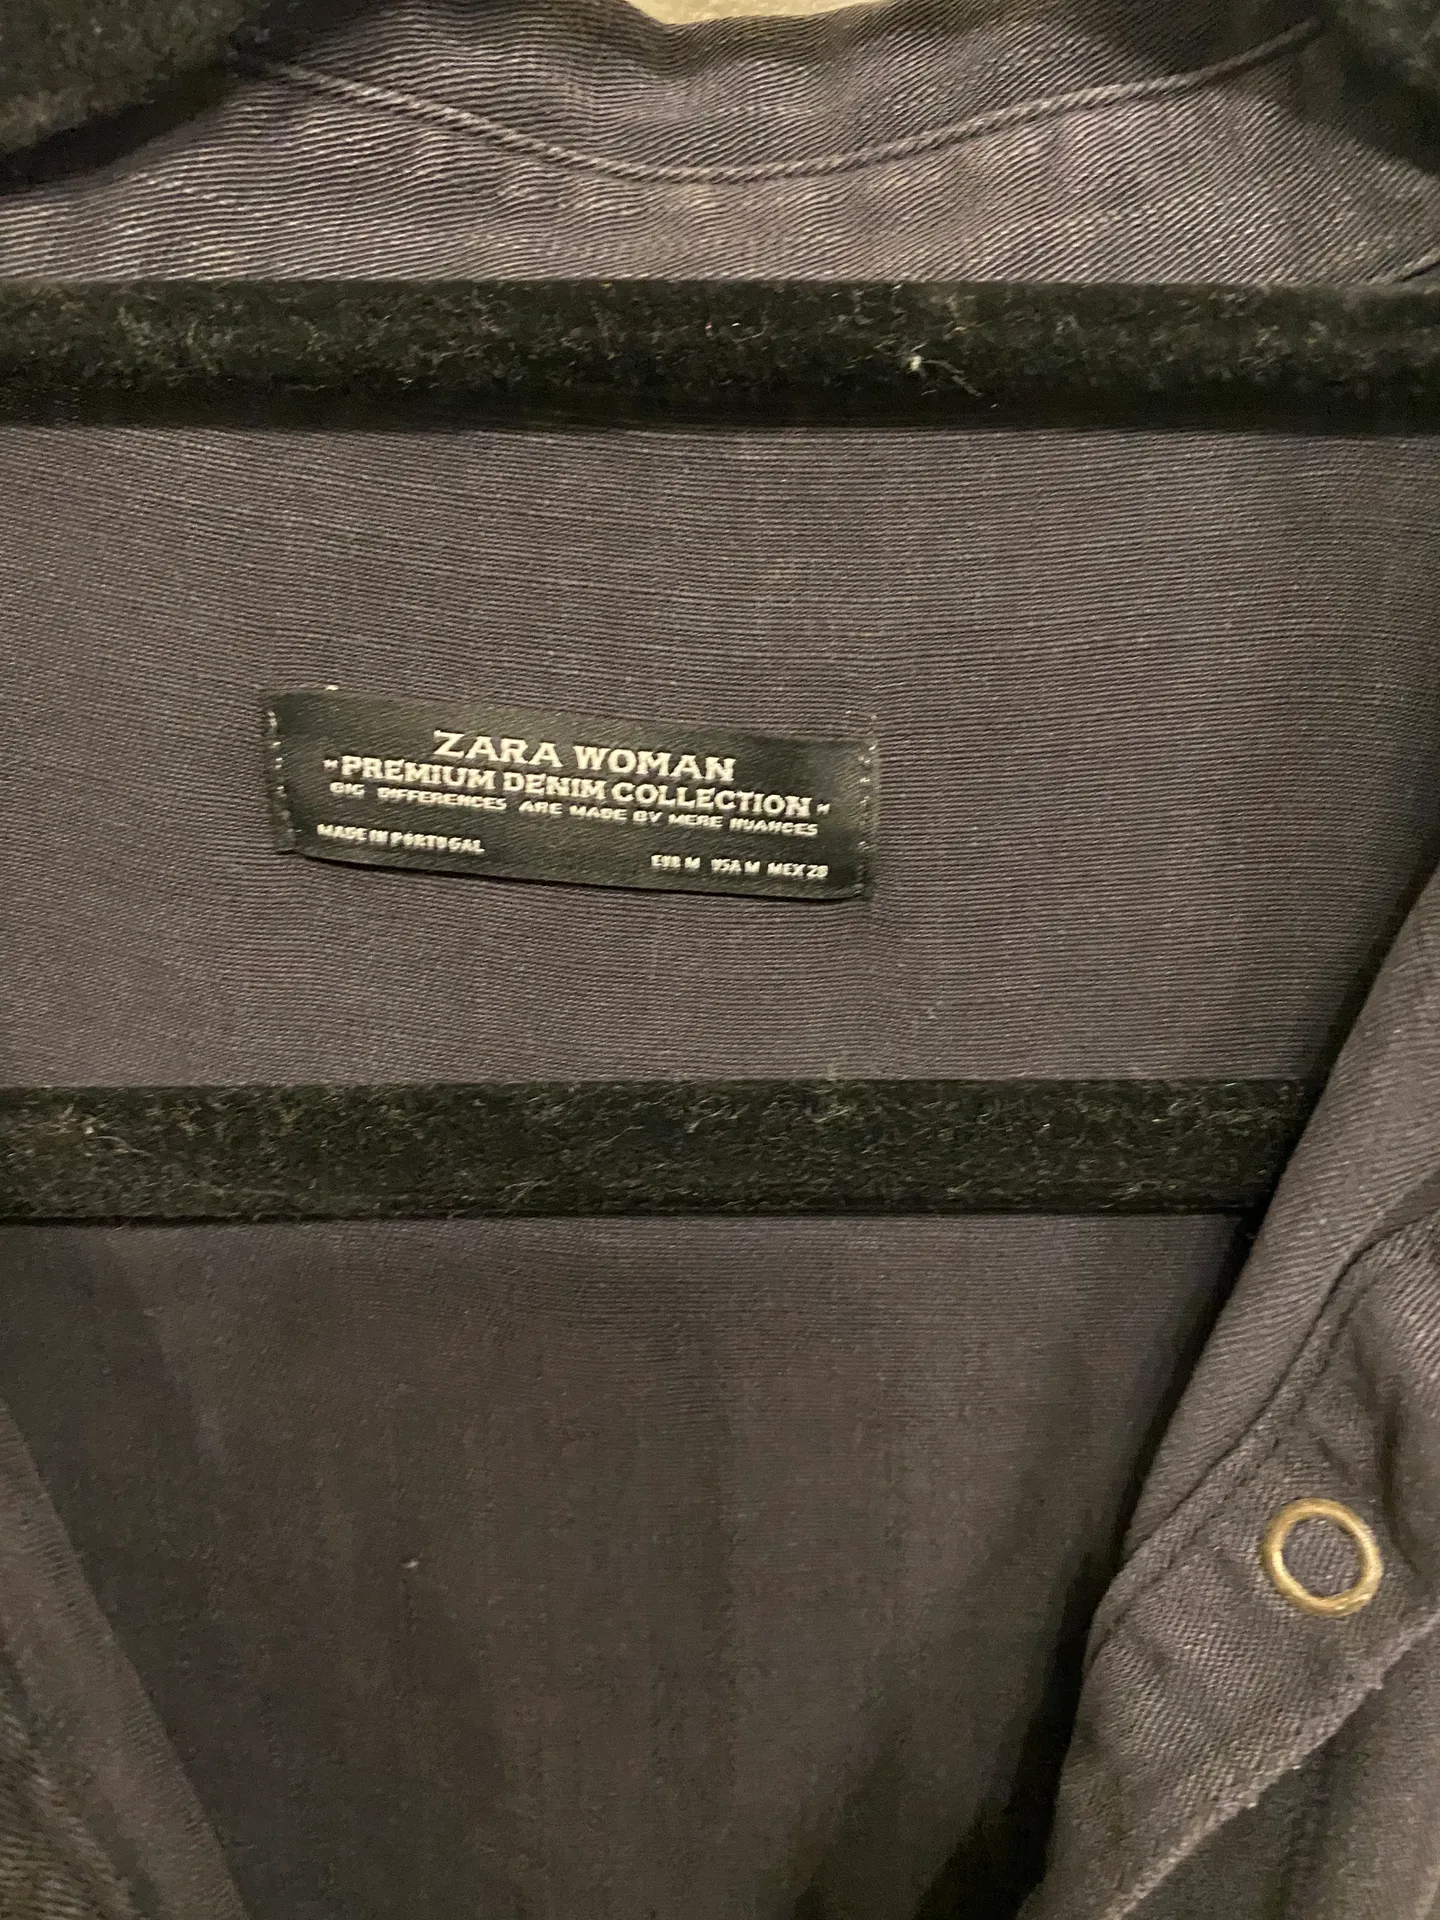 ZARA WOMAN
"PREMIUM DENIM COLLECTION"
BIG DIFFERENCES ARE MADE BY MERE NUANCES
MADE IN PORTUGAL
EUR M USA M MEX 28